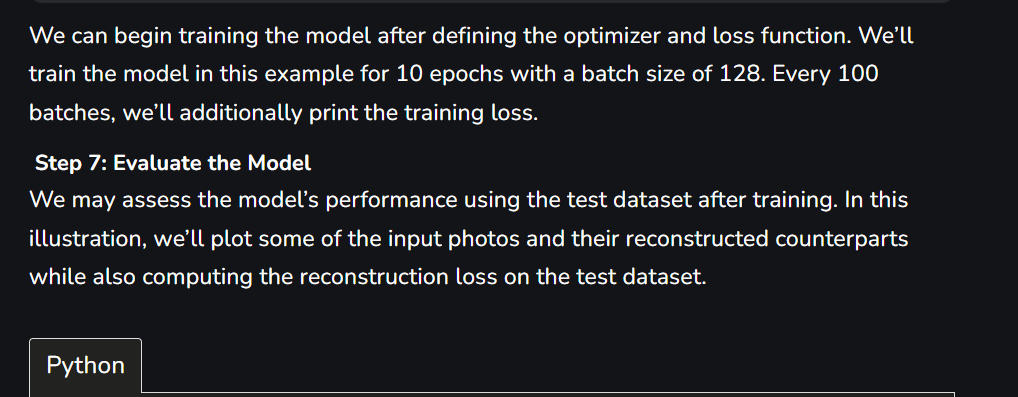 We can begin training the model after defining the optimizer and loss function. We’ll
train the model in this example for 10 epochs with a batch size of 128. Every 100
batches, we’ll additionally print the training loss.
Step 7: Evaluate the Model
We may assess the model’s performance using the test dataset after training. In this
illustration, we’ll plot some of the input photos and their reconstructed counterparts
while also computing the reconstruction loss on the test dataset.
Python